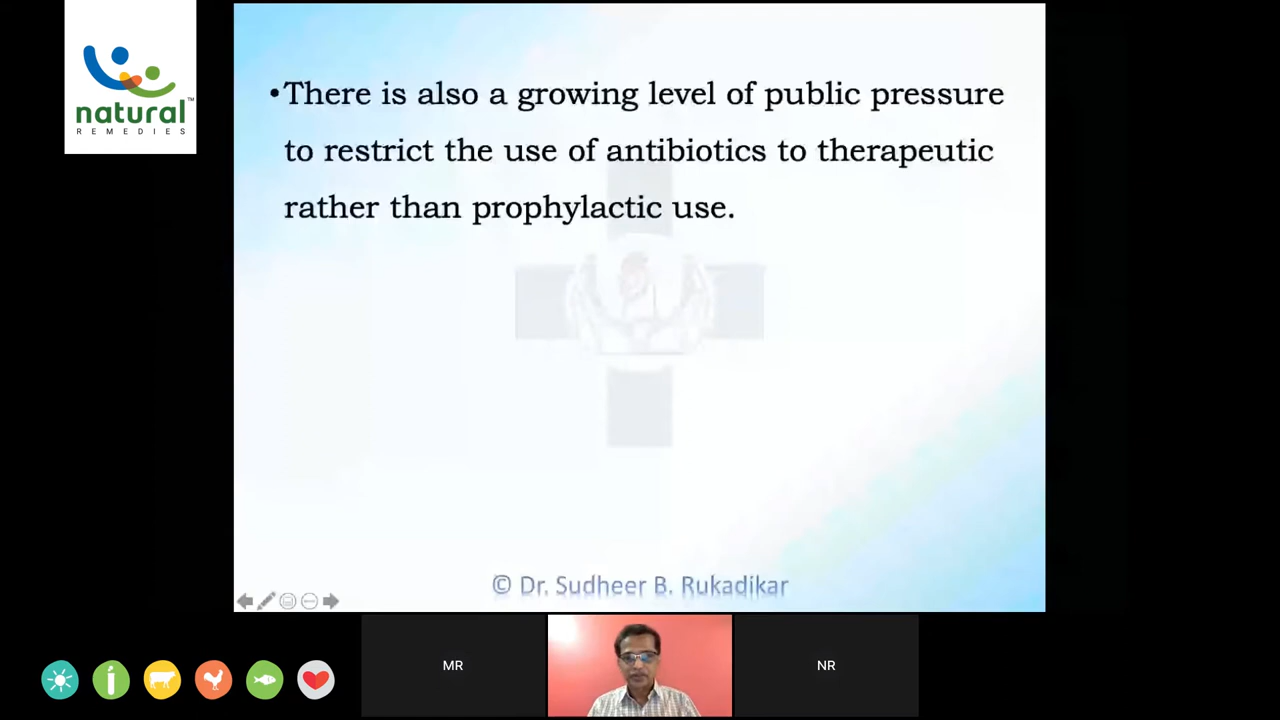 natural™
REMEDIES
•There is also a growing level of public pressure
to restrict the use of antibiotics to therapeutic
rather than prophylactic use.
© Dr. Sudheer B. Rukadikar
MR
NR